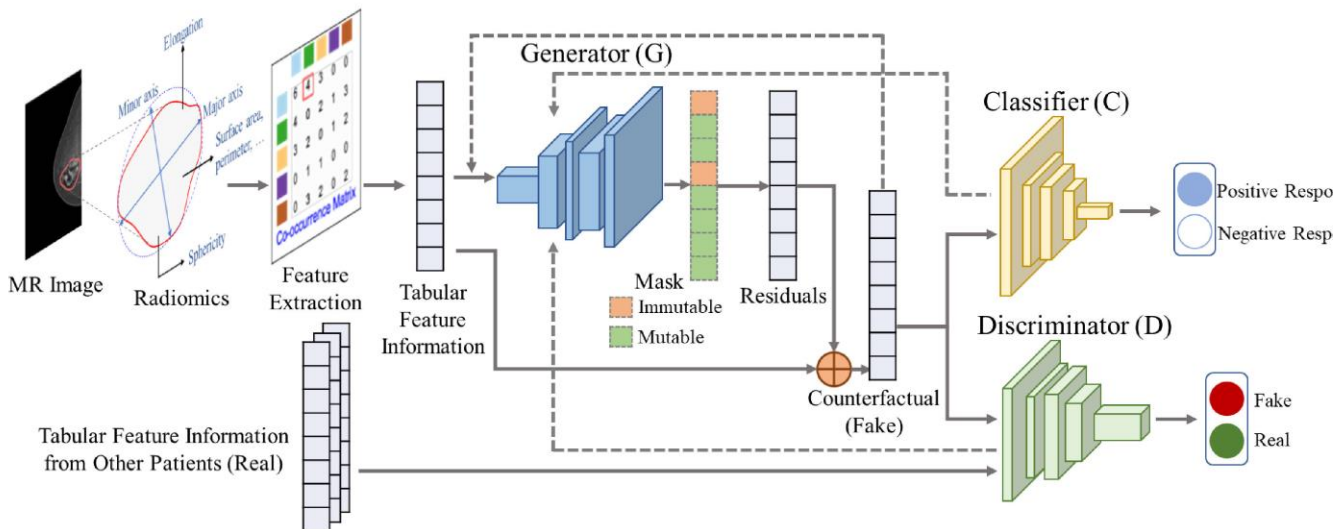 Elongation
Minor axis
Major axis
Surface area,
perimeter, ...
Sphericity
MR Image
Radiomics
6 4 3 0 0
4 0 2 1 3
3 2 0 1 2
0 1 1 0 0
0 3 2 0 2
Co-occurrence Matrix
Feature
Extraction
Tabular
Feature
Information
Generator (G)
Mask
Immutable
Mutable
Residuals
Counterfactual
(Fake)
Classifier (C)
Positive Respo
Negative Resp
Discriminator (D)
Fake
Real
Tabular Feature Information
from Other Patients (Real)